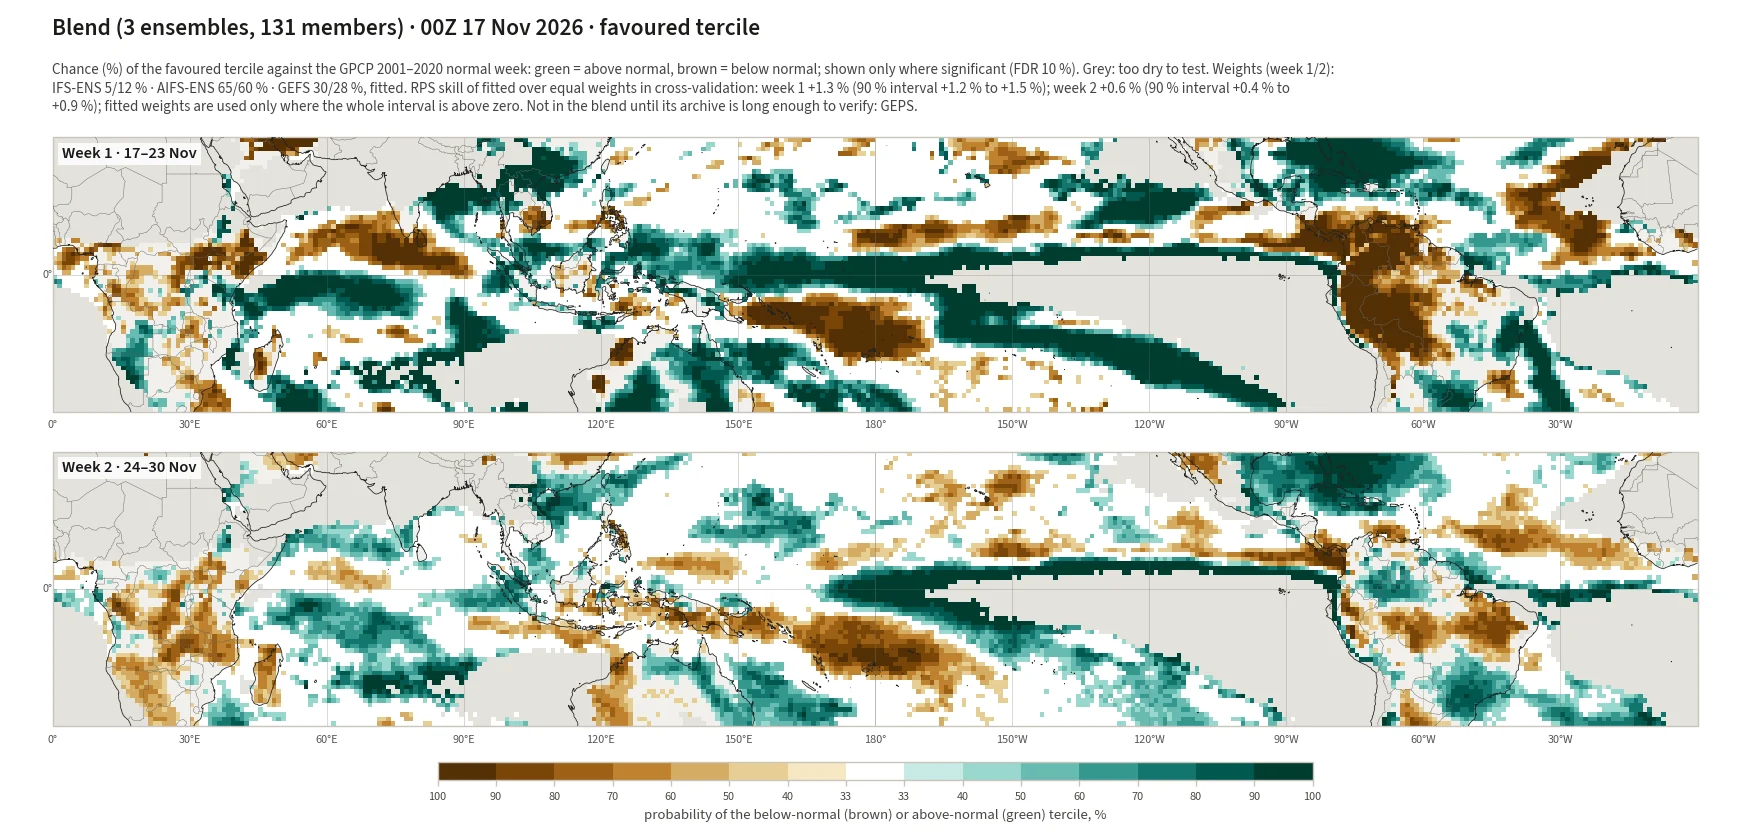 Blend (3 ensembles, 131 members) · 00Z 17 Nov 2026 · favoured tercile
Chance (%) of the favoured tercile against the GPCP 2001–2020 normal week: green = above normal, brown = below normal; shown only where significant (FDR 10 %). Grey: too dry to test. Weights (week 1/2):
IFS-ENS 5/12 % · AIFS-ENS 65/60 % · GEFS 30/28 %, fitted. RPS skill of fitted over equal weights in cross-validation: week 1 +1.3 % (90 % interval +1.2 % to +1.5 %); week 2 +0.6 % (90 % interval +0.4 % to
+0.9 %); fitted weights are used only where the whole interval is above zero. Not in the blend until its archive is long enough to verify: GEPS.
Week 1 · 17–23 Nov
0°
0° 30°E 60°E 90°E 120°E 150°E 180° 150°W 120°W 90°W 60°W 30°W
Week 2 · 24–30 Nov
0°
0° 30°E 60°E 90°E 120°E 150°E 180° 150°W 120°W 90°W 60°W 30°W
100 90 80 70 60 50 40 33 33 40 50 60 70 80 90 100
probability of the below-normal (brown) or above-normal (green) tercile, %